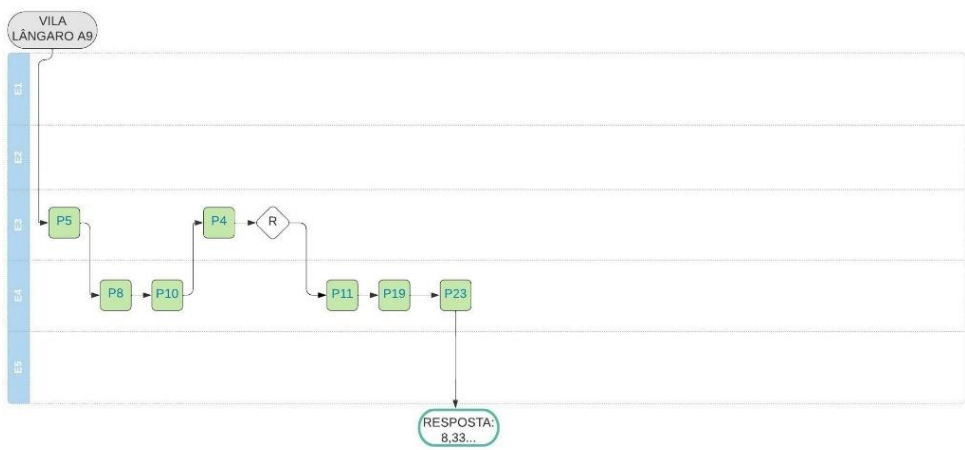 VILA
LÂNGARO A9
E1
E2
E3
P5
P4
R
E4
P8
P10
P11
P19
P23
E5
RESPOSTA:
8,33...